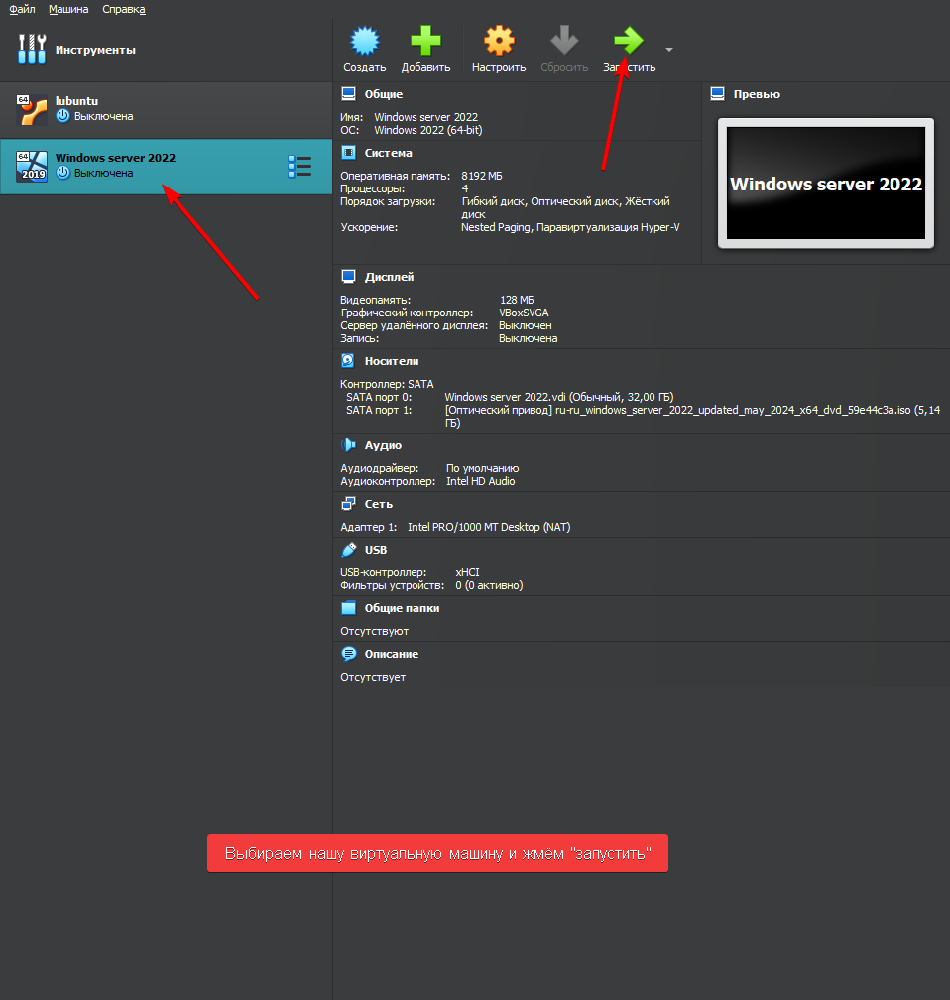 Файл Машина Справка
Инструменты
Создать Добавить Настроить Сбросить Запустить
64
lubuntu
Выключена
64
2019
Windows server 2022
Выключена
Общие
Имя: Windows server 2022
ОС: Windows 2022 (64-bit)
Система
Оперативная память: 8192 МБ
Процессоры: 4
Порядок загрузки: Гибкий диск, Оптический диск, Жёсткий
диск
Ускорение: Nested Paging, Паравиртуализация Hyper-V
Превью
Windows server 2022
Дисплей
Видеопамять: 128 МБ
Графический контроллер: VBoxSVGA
Сервер удалённого дисплея: Выключен
Запись: Выключена
Носители
Контроллер: SATA
SATA порт 0: Windows server 2022.vdi (Обычный, 32,00 ГБ)
SATA порт 1: [Оптический привод] ru-ru_windows_server_2022_updated_may_2024_x64_dvd_59e44c3a.iso (5,14
ГБ)
Аудио
Аудиодрайвер: По умолчанию
Аудиоконтроллер: Intel HD Audio
Сеть
Адаптер 1: Intel PRO/1000 MT Desktop (NAT)
USB
USB-контроллер: xHCI
Фильтры устройств: 0 (0 активно)
Общие папки
Отсутствуют
Описание
Отсутствует
Выбираем нашу виртуальную машину и жмём "запустить"